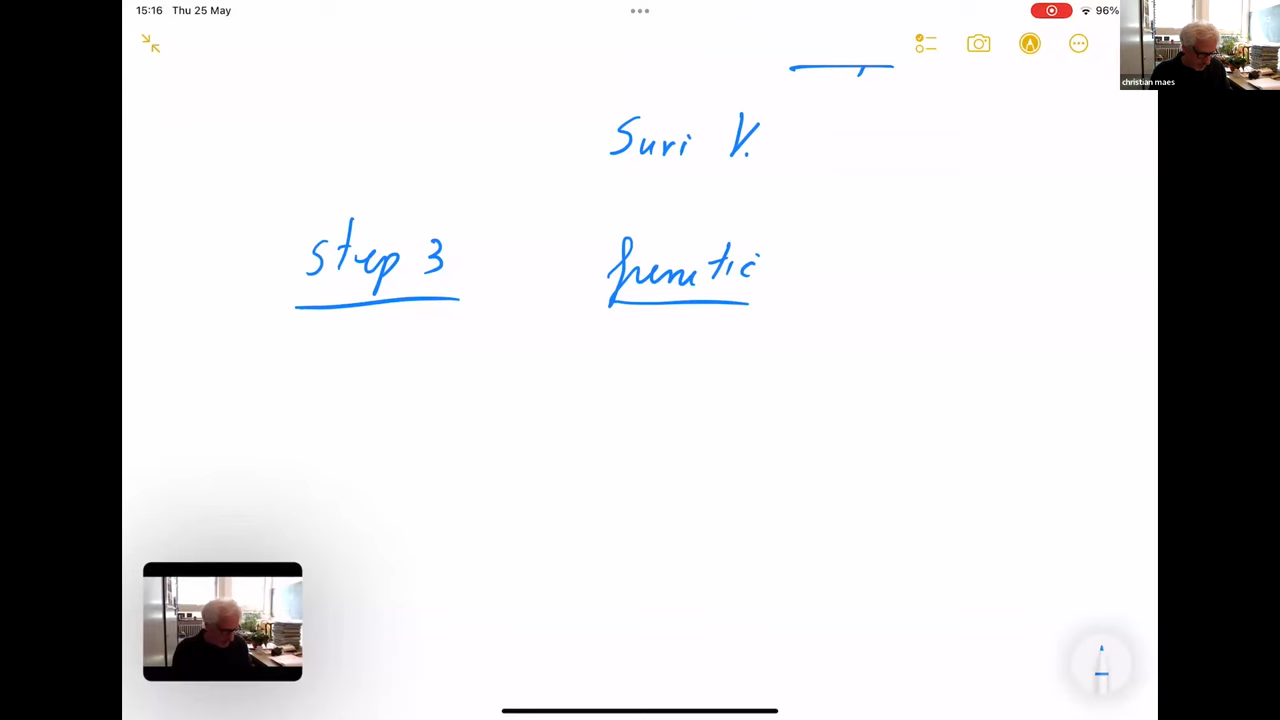 15:16 Thu 25 May 96%
christian maes
Suri V.
step 3 frenetic